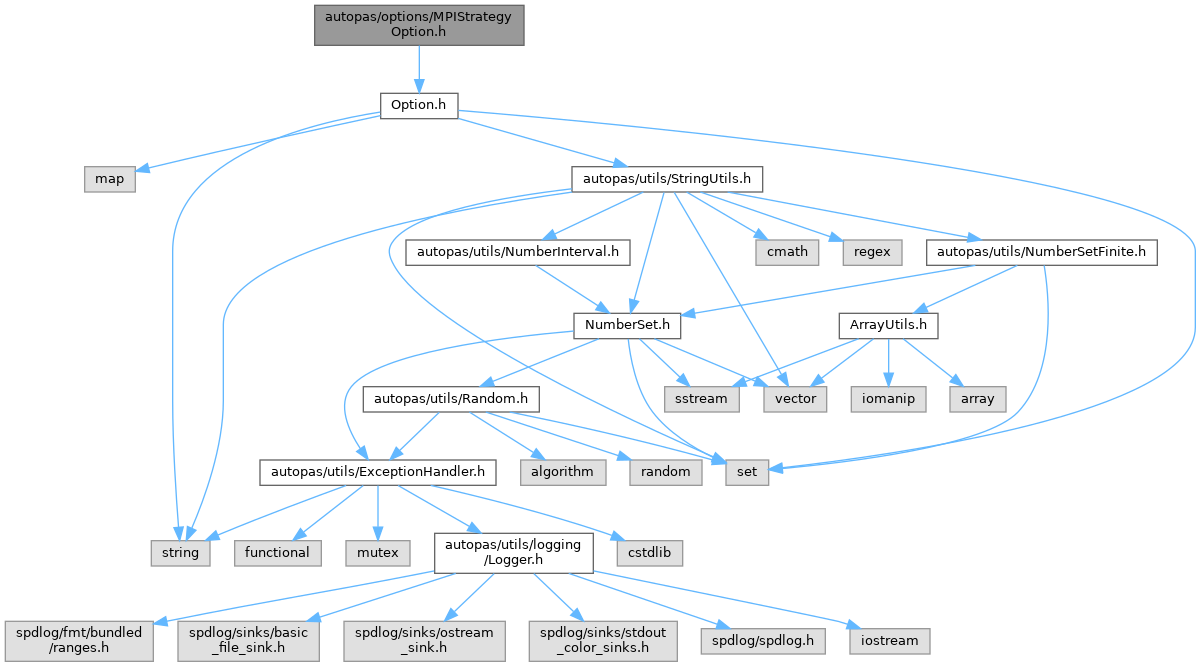 autopas/options/MPIStrategy
Option.h
Option.h
map
autopas/utils/StringUtils.h
autopas/utils/NumberInterval.h
cmath
regex
autopas/utils/NumberSetFinite.h
NumberSet.h
ArrayUtils.h
autopas/utils/Random.h
sstream
vector
iomanip
array
autopas/utils/ExceptionHandler.h
algorithm
random
set
string
functional
mutex
autopas/utils/logging
/Logger.h
cstdlib
spdlog/fmt/bundled
/ranges.h
spdlog/sinks/basic
_file_sink.h
spdlog/sinks/ostream
_sink.h
spdlog/sinks/stdout
_color_sinks.h
spdlog/spdlog.h
iostream